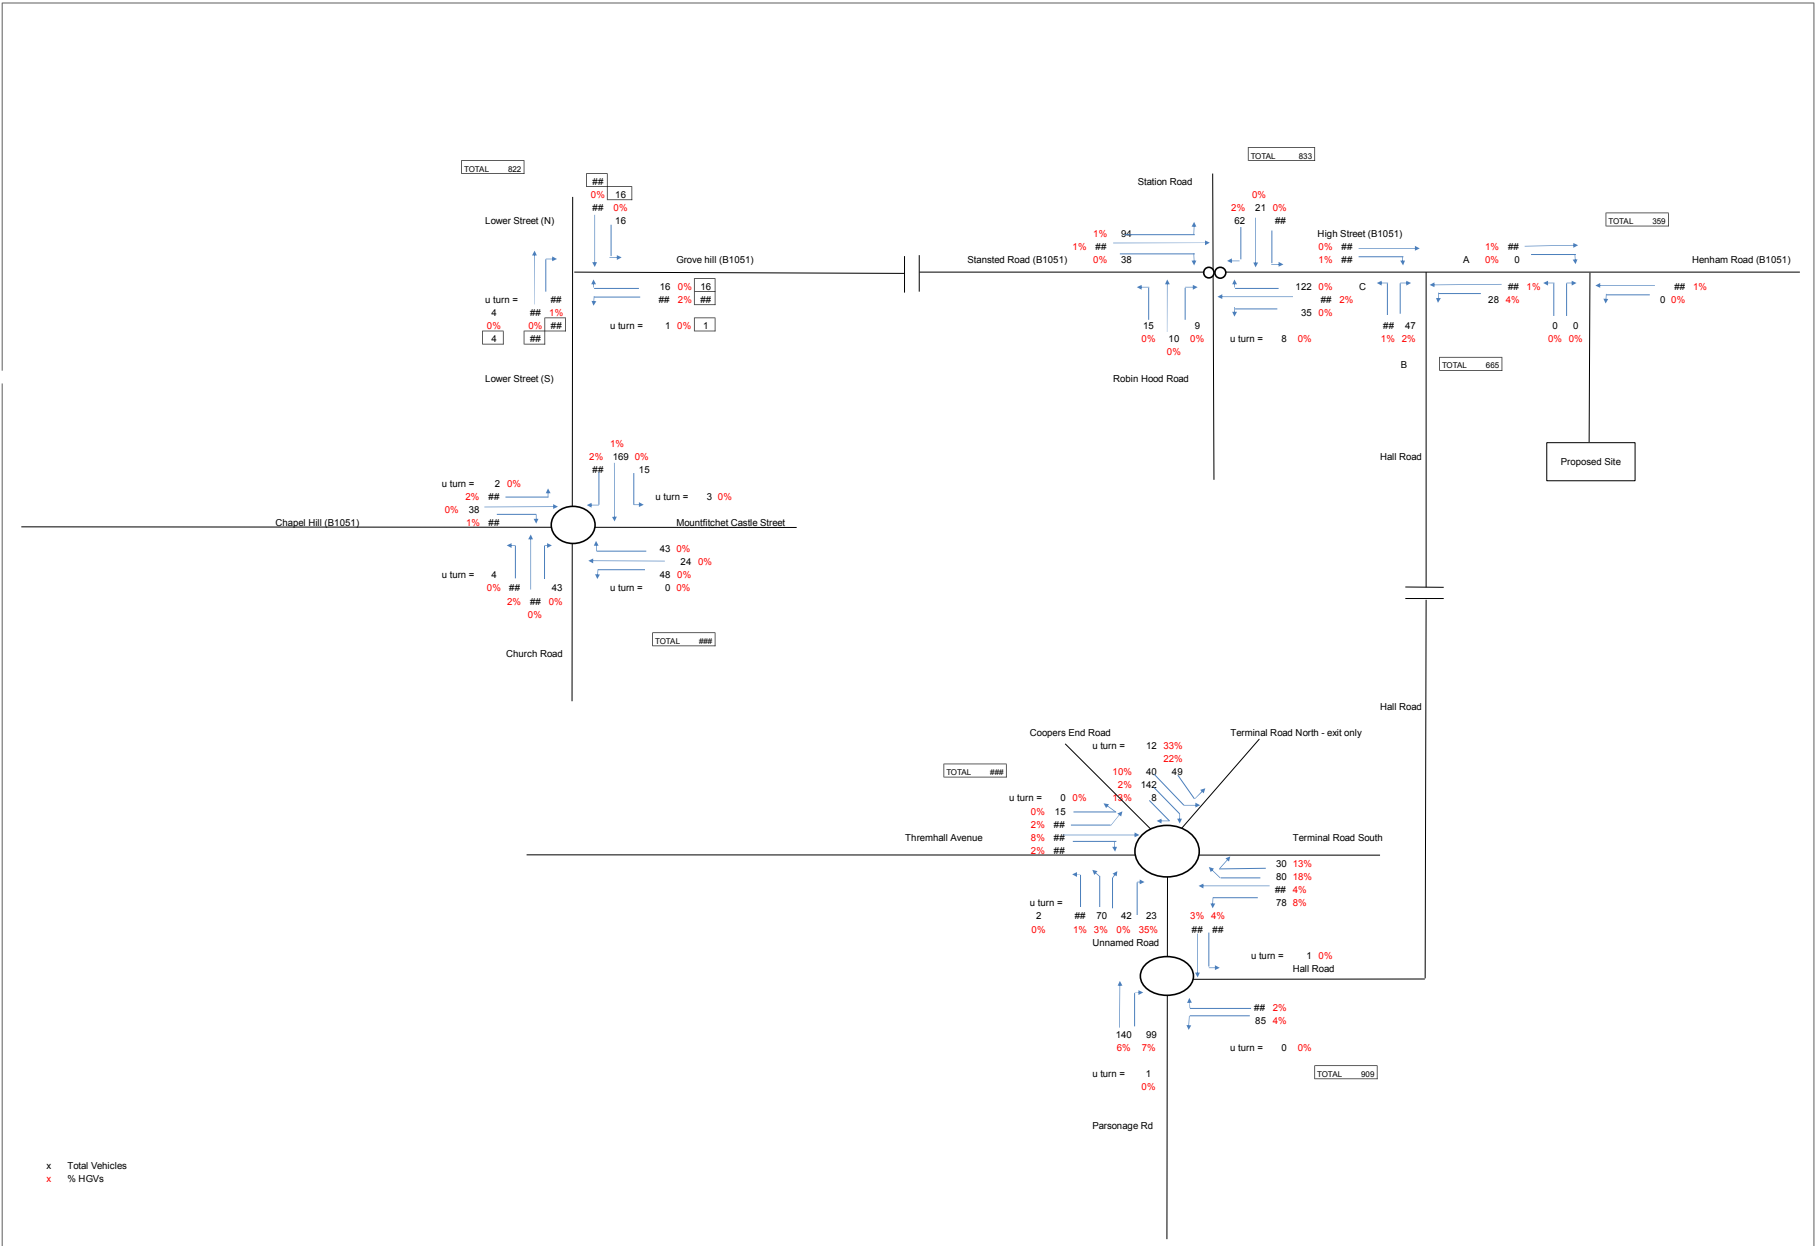 TOTAL 822
##
0% 16
## 0%
16
Lower Street (N)
Grove hill (B1051)
16 0% 16
## 2% ##
u turn = 1 0% 1
u turn = ##
4 ## 1%
0% 0% ##
4 ##
Lower Street (S)
TOTAL 833
Station Road
0%
2% 21 0%
62 ##
1% 94
1% ##
0% 38
Stansted Road (B1051)
High Street (B1051)
0% ##
1% ##
TOTAL 359
A
1% ##
0% 0
Henham Road (B1051)
122 0%
## 2%
35 0%
u turn = 8 0%
C
## 1%
28 4%
## 1%
0 0%
15 9
0% 10 0%
0%
Robin Hood Road
## 47
1% 2%
B
0 0
0% 0%
TOTAL 665
Hall Road
Proposed Site
1%
2% 169 0%
## 15
u turn = 3 0%
u turn = 2 0%
2% ##
0% 38
1% ##
Chapel Hill (B1051)
Mountfitchet Castle Street
43 0%
24 0%
48 0%
u turn = 0 0%
u turn = 4
0% ## 43
2% ## 0%
0%
TOTAL ###
Church Road
Hall Road
Coopers End Road
Terminal Road North - exit only
u turn = 12 33%
22%
10% 40 49
2% 142
13% 8
TOTAL ###
u turn = 0 0%
0% 15
2% ##
8% ##
2% ##
Thremhall Avenue
Terminal Road South
30 13%
80 18%
## 4%
78 8%
u turn =
2 ## 70 42 23
0% 1% 3% 0% 35%
Unnamed Road
3% 4%
## ##
u turn = 1 0%
Hall Road
## 2%
85 4%
u turn = 0 0%
140 99
6% 7%
u turn = 1
0%
TOTAL 909
Parsonage Rd
x Total Vehicles
x % HGVs